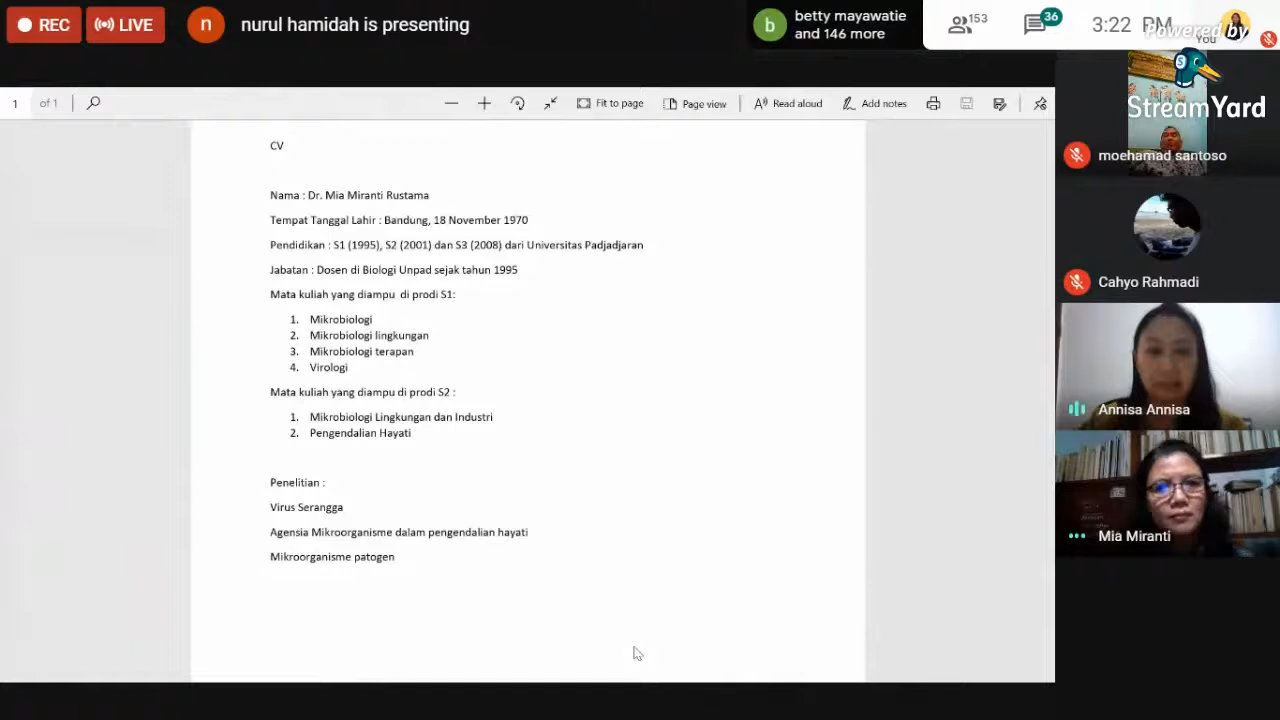 REC
LIVE
n
nurul hamidah is presenting
b
betty mayawatie
and 146 more
153
36
3:22 PM
You
Powered by
StreamYard
1 of 1
Fit to page
Page view
Read aloud
Add notes
CV
Nama : Dr. Mia Miranti Rustama
Tempat Tanggal Lahir : Bandung, 18 November 1970
Pendidikan : S1 (1995), S2 (2001) dan S3 (2008) dari Universitas Padjadjaran
Jabatan : Dosen di Biologi Unpad sejak tahun 1995
Mata kuliah yang diampu di prodi S1:
1. Mikrobiologi
2. Mikrobiologi lingkungan
3. Mikrobiologi terapan
4. Virologi
Mata kuliah yang diampu di prodi S2 :
1. Mikrobiologi Lingkungan dan Industri
2. Pengendalian Hayati
Penelitian :
Virus Serangga
Agensia Mikroorganisme dalam pengendalian hayati
Mikroorganisme patogen
moehamad santoso
Cahyo Rahmadi
Annisa Annisa
Mia Miranti